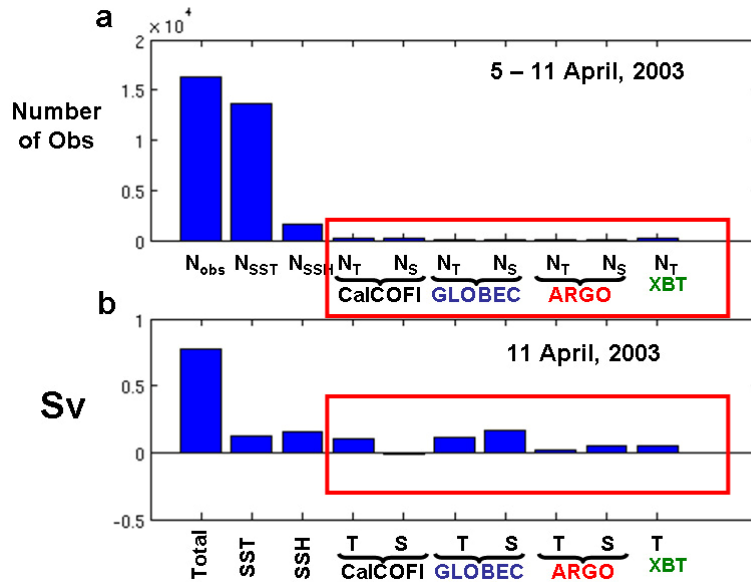 a
× 10⁴
2
1.5
1
0.5
0
Number
of Obs
5 – 11 April, 2003
N_obs N_SST N_SSH N_T N_S N_T N_S N_T N_S N_T
CalCOFI GLOBEC ARGO XBT
b
1
0.5
0
-0.5
Sv
11 April, 2003
Total SST SSH T S T S T S T
CalCOFI GLOBEC ARGO XBT